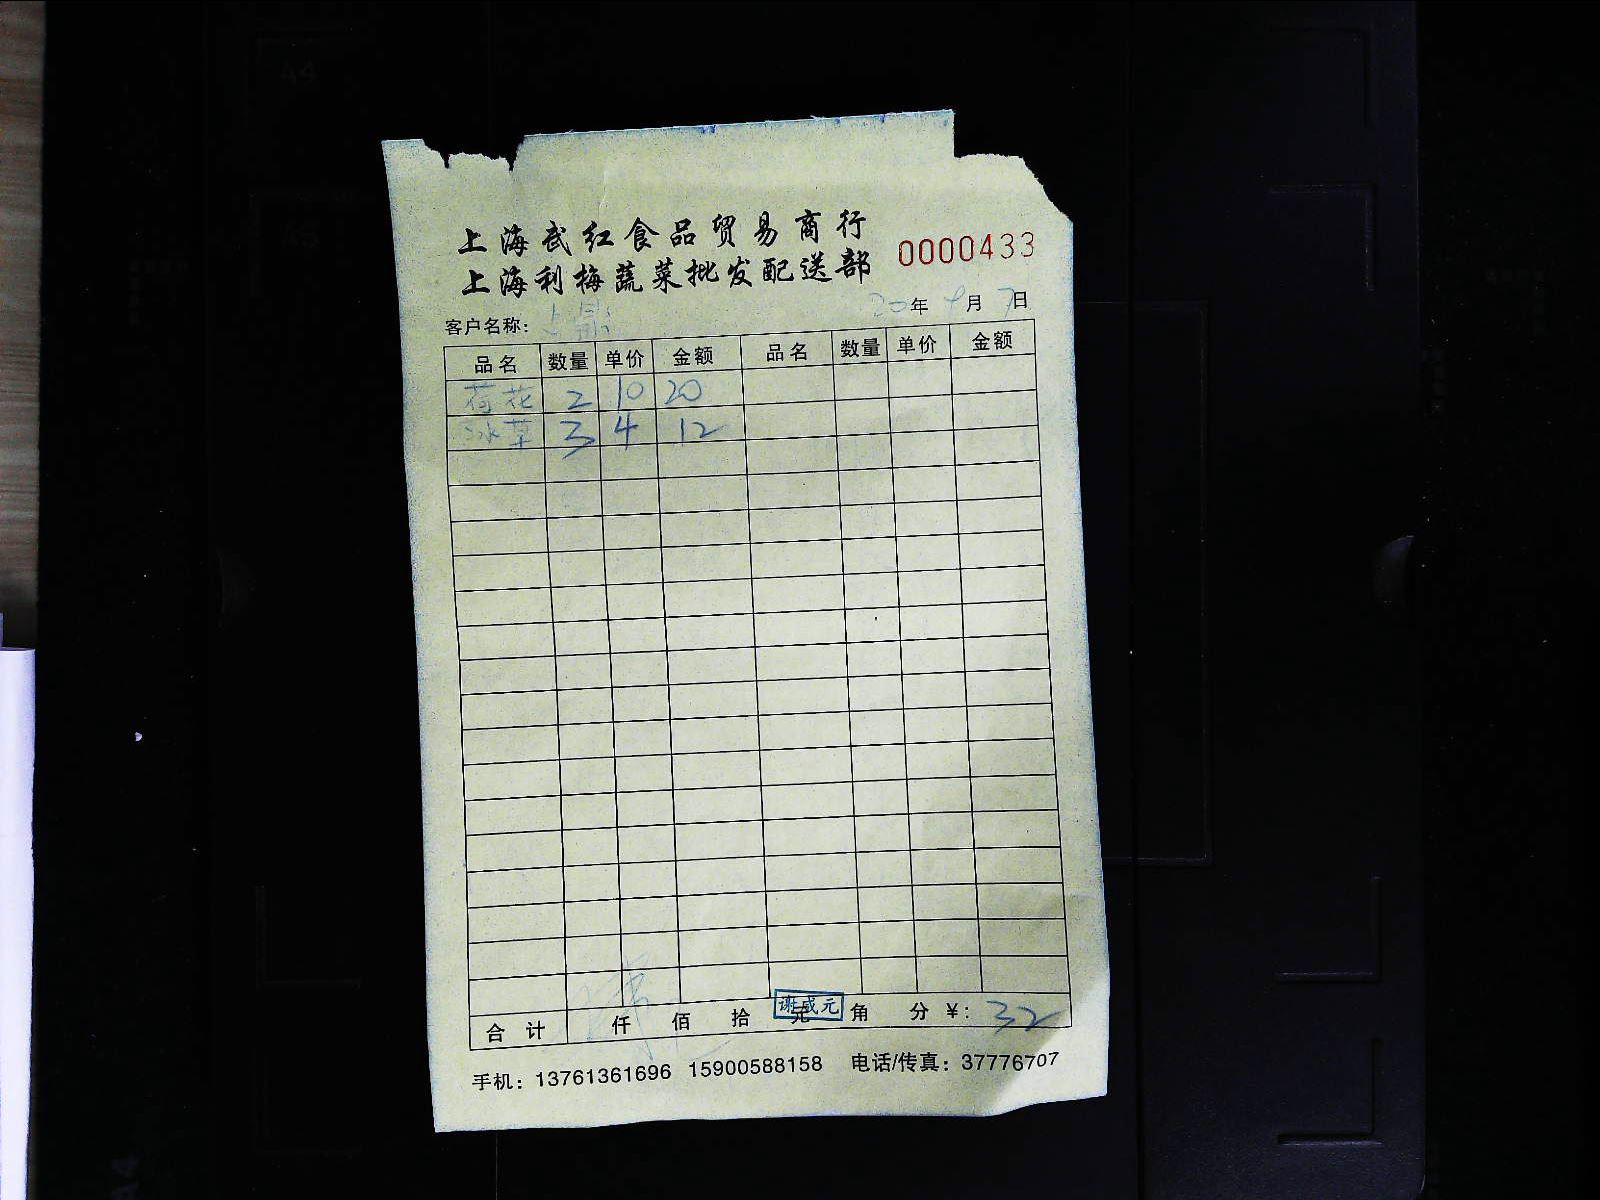 上海武红食品贸易商行
上海利梅蔬菜批发配送部
0000433
20年9月7日
客户名称:
品名 数量 单价 金额 品名 数量 单价 金额
荷花 2 10 20
冰草 3 4 12
合计 仟 佰 拾 元 角 分 ¥: 32
谢咸元
手机: 13761361696 15900588158 电话/传真: 37776707